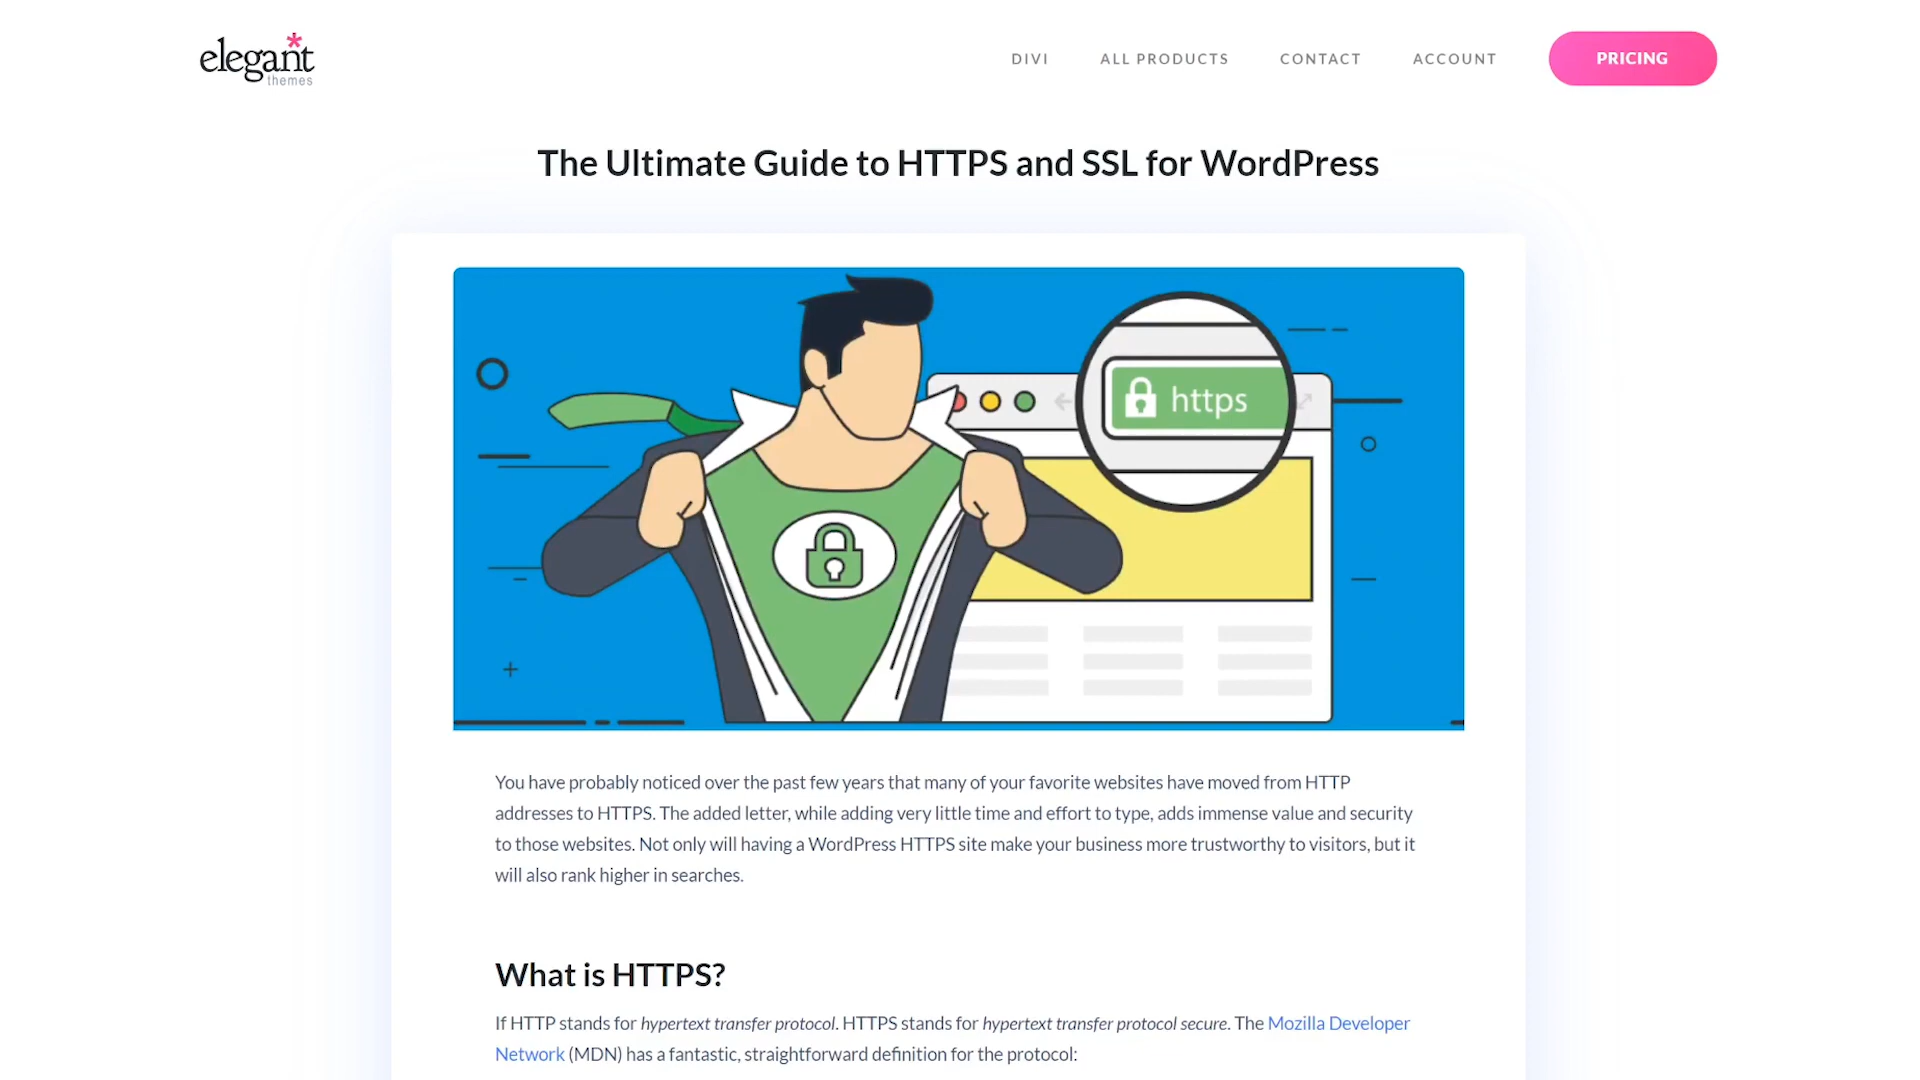 elegant
themes
DIVI
ALL PRODUCTS
CONTACT
ACCOUNT
PRICING
The Ultimate Guide to HTTPS and SSL for WordPress
https
You have probably noticed over the past few years that many of your favorite websites have moved from HTTP
addresses to HTTPS. The added letter, while adding very little time and effort to type, adds immense value and security
to those websites. Not only will having a WordPress HTTPS site make your business more trustworthy to visitors, but it
will also rank higher in searches.
What is HTTPS?
If HTTP stands for hypertext transfer protocol. HTTPS stands for hypertext transfer protocol secure. The Mozilla Developer
Network (MDN) has a fantastic, straightforward definition for the protocol: